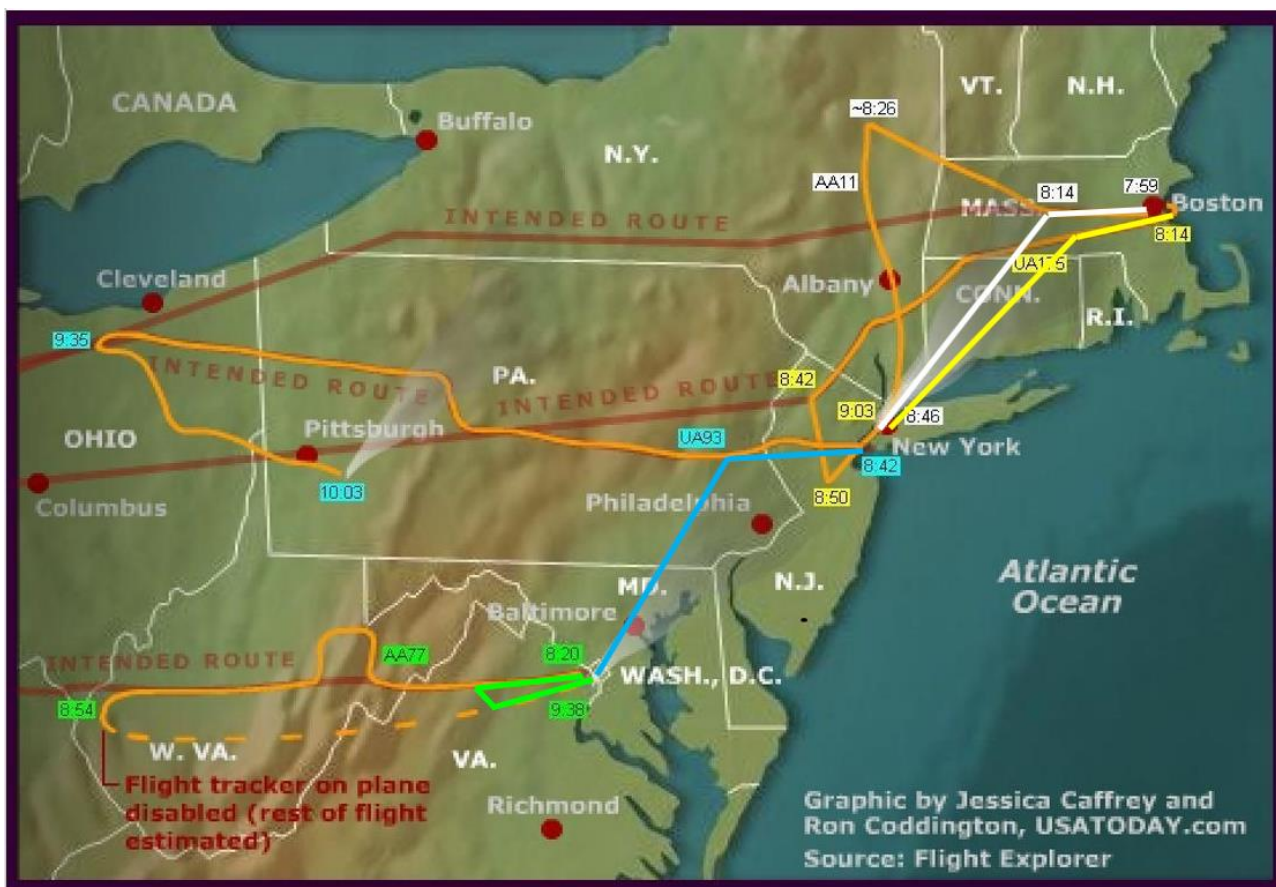 CANADA
Buffalo
N.Y.
~8:26
VT.
N.H.
AA11
8:14
7:59
MASS.
Boston
8:14
INTENDED ROUTE
Cleveland
Albany
UA175
CONN.
R.I.
9:35
INTENDED ROUTE
PA.
INTENDED ROUTE
8:42
9:03
8:46
New York
OHIO
Pittsburgh
UA93
8:42
Columbus
10:03
Philadelphia
8:50
Atlantic
Ocean
MD.
N.J.
Baltimore
INTENDED ROUTE
AA77
8:20
WASH., D.C.
8:54
9:38
W. VA.
VA.
Flight tracker on plane
disabled (rest of flight
estimated)
Richmond
Graphic by Jessica Caffrey and
Ron Coddington, USATODAY.com
Source: Flight Explorer